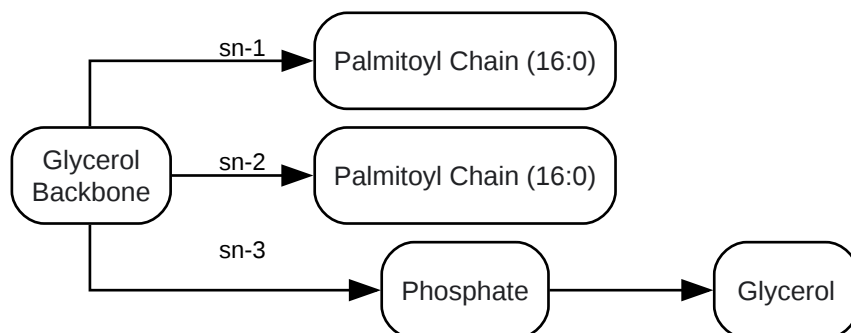 sn-1
Palmitoyl Chain (16:0)
Glycerol
Backbone
sn-2
Palmitoyl Chain (16:0)
sn-3
Phosphate
Glycerol